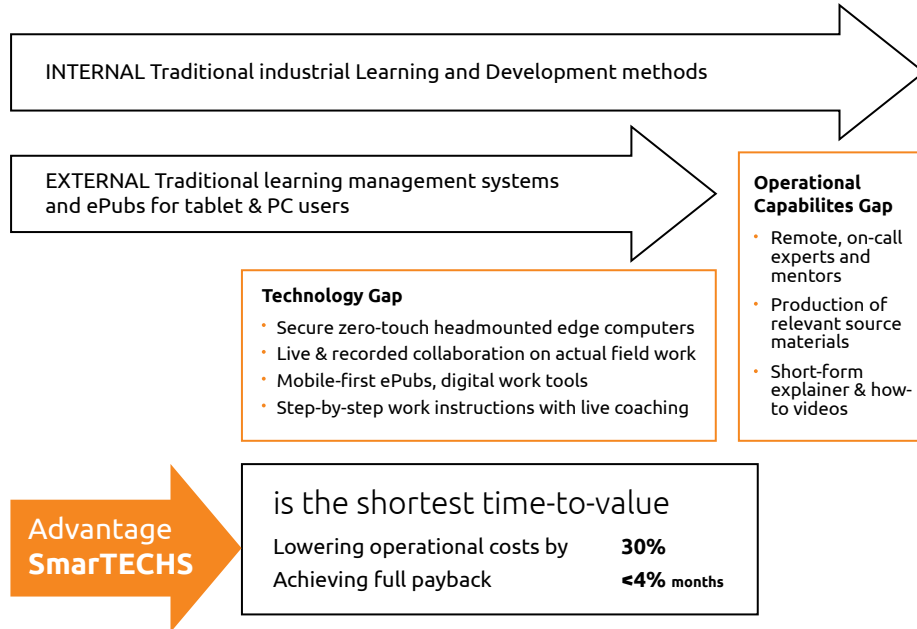 INTERNAL Traditional industrial Learning and Development methods
EXTERNAL Traditional learning management systems
and ePubs for tablet & PC users
Operational
Capabilites Gap
• Remote, on-call
experts and
mentors
• Production of
relevant source
materials
• Short-form
explainer & how-
to videos
Technology Gap
• Secure zero-touch headmounted edge computers
• Live & recorded collaboration on actual field work
• Mobile-first ePubs, digital work tools
• Step-by-step work instructions with live coaching
Advantage
SmarTECHS
is the shortest time-to-value
Lowering operational costs by 30%
Achieving full payback <4% months